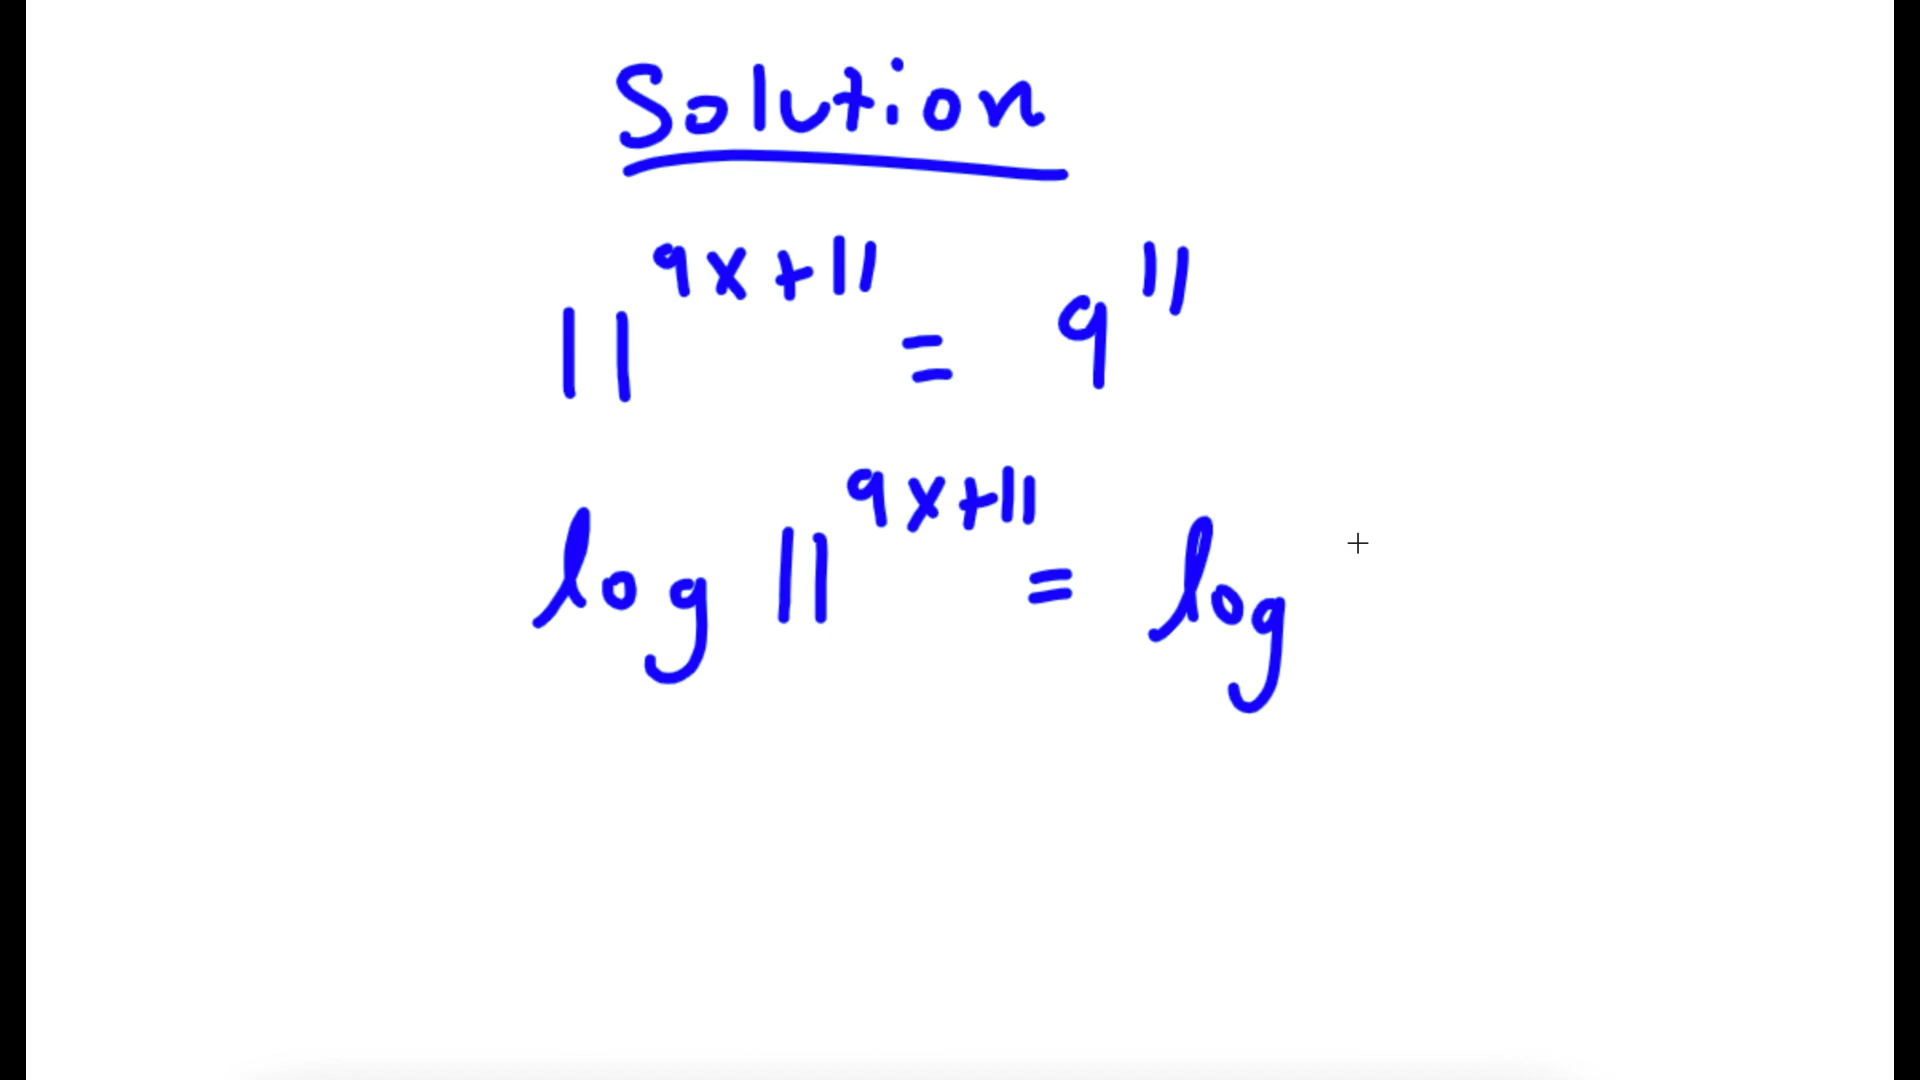 Solution
11^{9x+11} = 9^{11}
log 11^{9x+11} = log